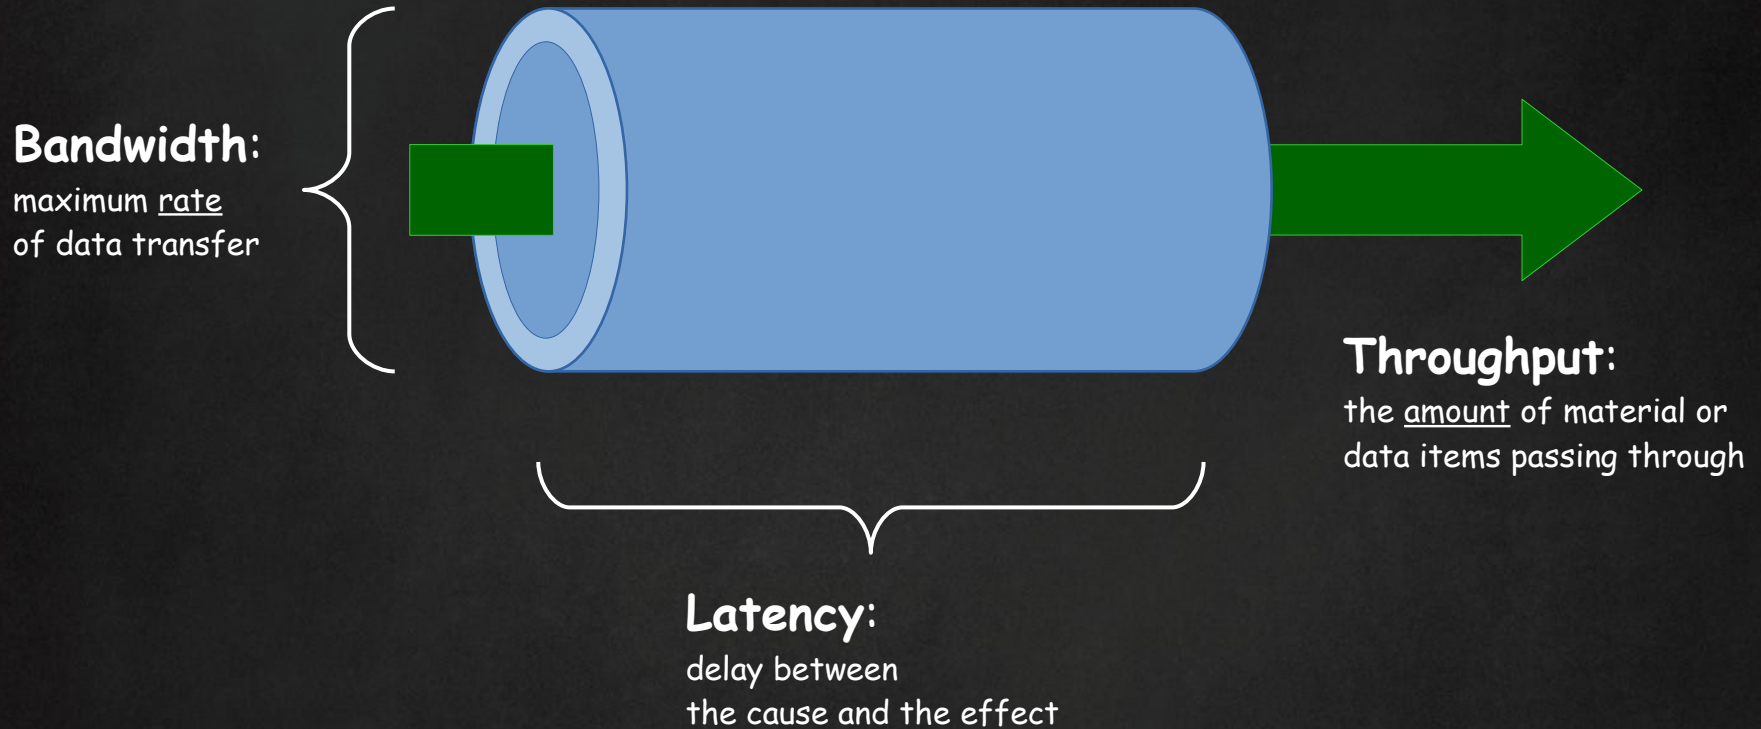 Bandwidth:
maximum rate
of data transfer
Throughput:
the amount of material or
data items passing through
Latency:
delay between
the cause and the effect